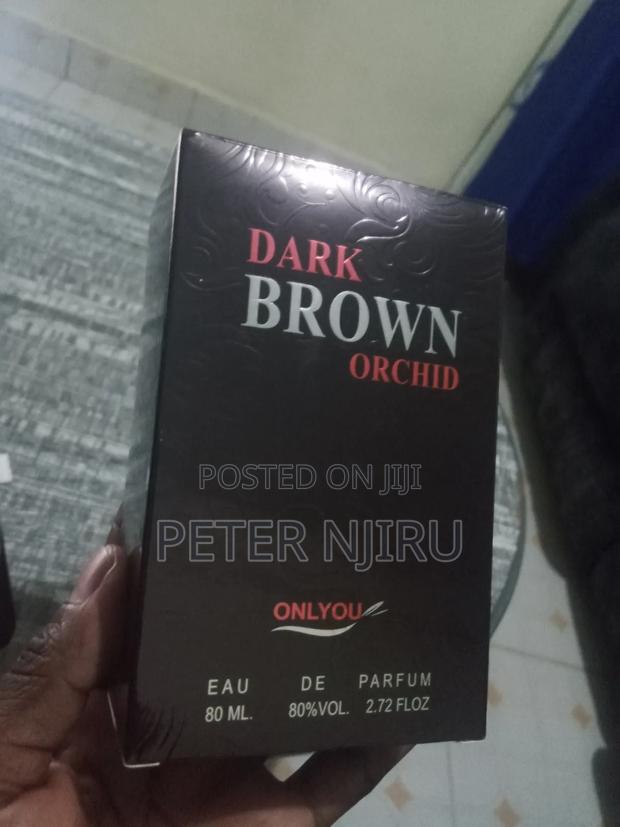 DARK
BROWN
ORCHID
POSTED ON JIJI
PETER NJIRU
ONLYOU
EAU DE PARFUM
80 ML. 80%VOL. 2.72 FLOZ